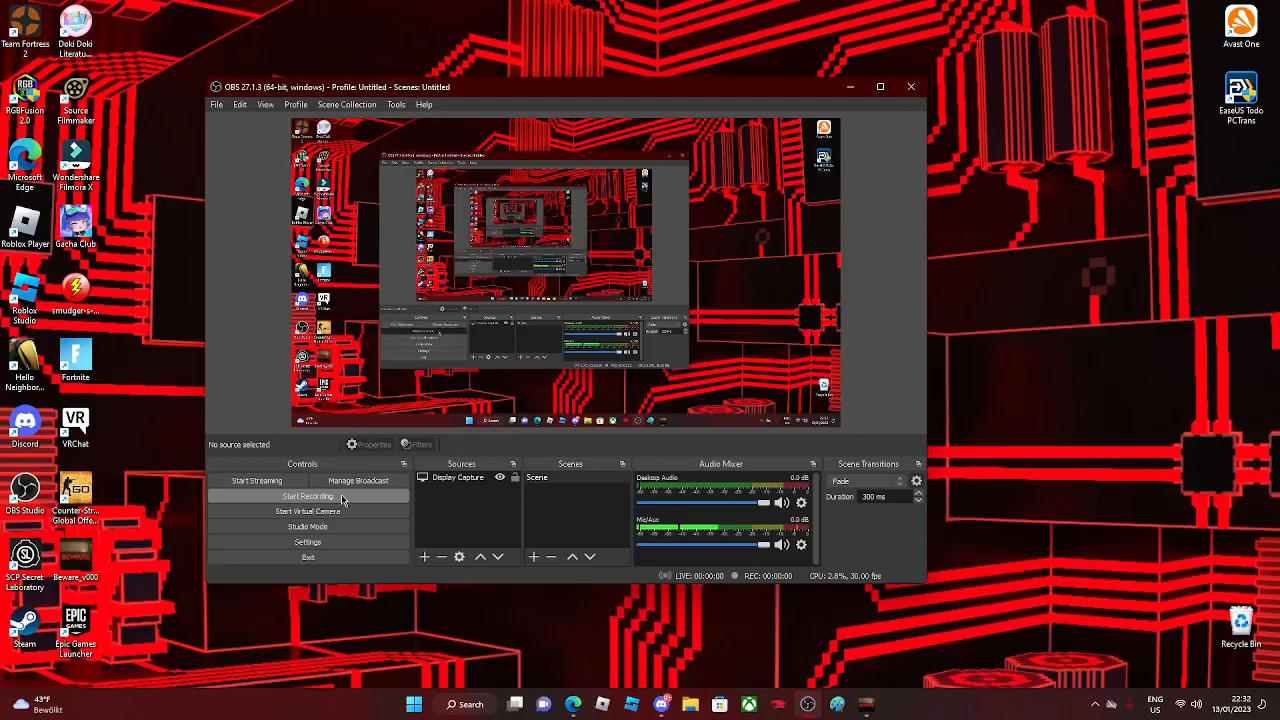 Team Fortress
2
Doki Doki
Literatu...
RGBFusion
2.0
Source
Filmmaker
Microsoft
Edge
Wondershare
Filmora X
Roblox Player
Gacha Club
Roblox
Studio
smudger-s-...
Hello
Neighbor...
Fortnite
Discord
VRChat
OBS Studio
Counter-Str...
Global Offe...
SCP Secret
Laboratory
Beware_v000
Steam
Epic Games
Launcher
OBS 27.1.3 (64-bit, windows) - Profile: Untitled - Scenes: Untitled
File Edit View Profile Scene Collection Tools Help
No source selected
Properties
Filters
Controls
Start Streaming
Manage Broadcast
Start Recording
Start Virtual Camera
Studio Mode
Settings
Exit
Sources
Display Capture
Scenes
Scene
Audio Mixer
Desktop Audio 0.0 dB
Mic/Aux 0.0 dB
Scene Transitions
Fade
Duration 300 ms
LIVE: 00:00:00
REC: 00:00:00
CPU: 2.8%, 30.00 fps
Avast One
EaseUS Todo
PCTrans
Recycle Bin
43°F
Bewölkt
Search
ENG
US
22:32
13/01/2023